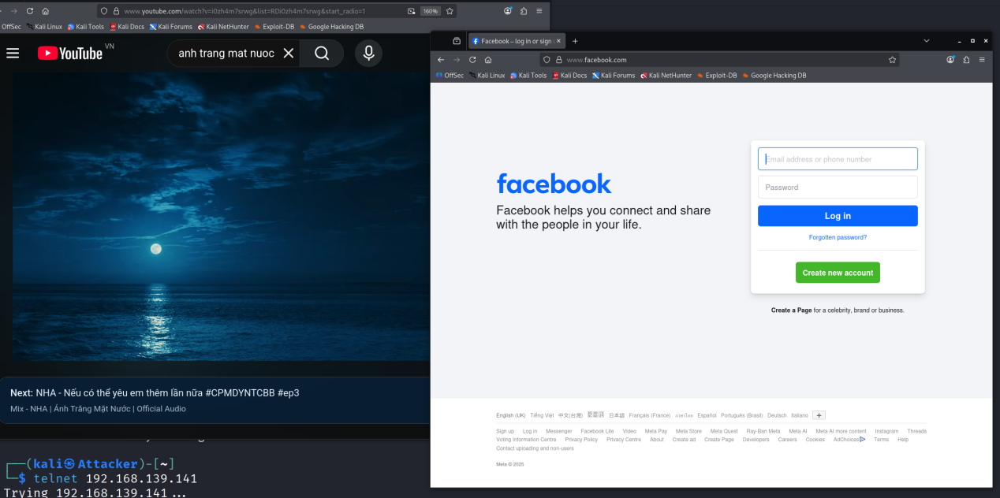 www.youtube.com/watch?v=i0zh4m7srwg&list=RDi0zh4m7srwg&start_radio=1
160%
OffSec Kali Linux Kali Tools Kali Docs Kali Forums Kali NetHunter Exploit-DB Google Hacking DB
YouTube VN
anh trang mat nuoc
Next: NHA - Nếu có thể yêu em thêm lần nữa #CPMDYNTCBB #ep3
Mix - NHA | Ánh Trăng Mặt Nước | Official Audio
┌──(kali㉿Attacker)-[~]
└─$ telnet 192.168.139.141
Trying 192.168.139.141...
Facebook – log in or sign
www.facebook.com
OffSec Kali Linux Kali Tools Kali Docs Kali Forums Kali NetHunter Exploit-DB Google Hacking DB
facebook
Facebook helps you connect and share
with the people in your life.
Email address or phone number
Password
Log in
Forgotten password?
Create new account
Create a Page for a celebrity, brand or business.
English (UK) Tiếng Việt 中文(台灣) 日本語 Français (France) ภาษาไทย Español Português (Brasil) Deutsch Italiano
Sign up Log in Messenger Facebook Lite Video Meta Pay Meta Store Meta Quest Ray-Ban Meta Meta AI Meta AI more content Instagram Threads
Voting Information Centre Privacy Policy Privacy Centre About Create ad Create Page Developers Careers Cookies AdChoices Terms Help
Contact uploading and non-users
Meta © 2025